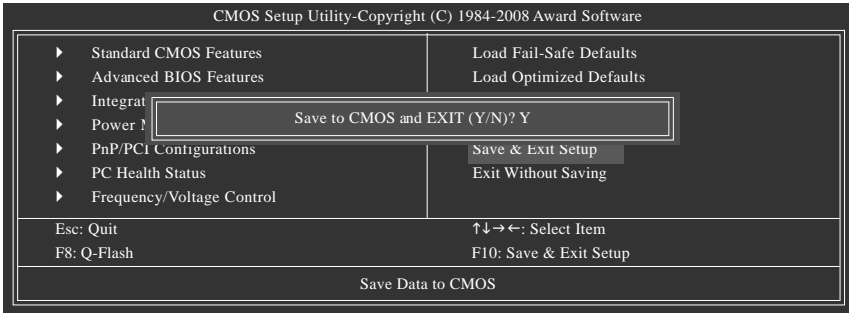 CMOS Setup Utility-Copyright (C) 1984-2008 Award Software
Standard CMOS Features
Load Fail-Safe Defaults
Advanced BIOS Features
Load Optimized Defaults
Save to CMOS and EXIT (Y/N)? Y
Power
PnP/PCI Configurations
Save & Exit Setup
PC Health Status
Exit Without Saving
Frequency/Voltage Control
Esc: Quit
↑↓→←: Select Item
F8: Q-Flash
F10: Save & Exit Setup
Save Data to CMOS